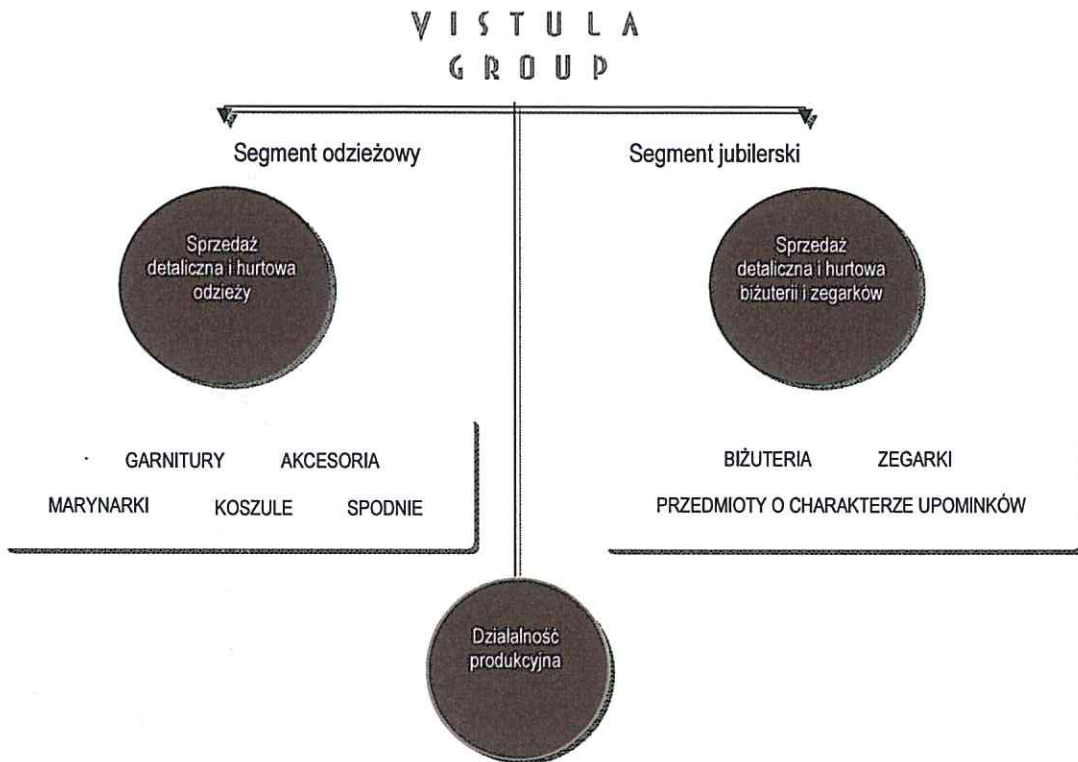 VISTULA
GROUP
Segment odzieżowy
Segment jubilerski
Sprzedaż
detaliczna i hurtowa
odzieży
Sprzedaż
detaliczna i hurtowa
biżuterii i zegarków
GARNITURY AKCESORIA
MARYNARKI KOSZULE SPODNIE
BIŻUTERIA ZEGARKI
PRZEDMIOTY O CHARAKTERZE UPOMINKÓW
Działalność
produkcyjna